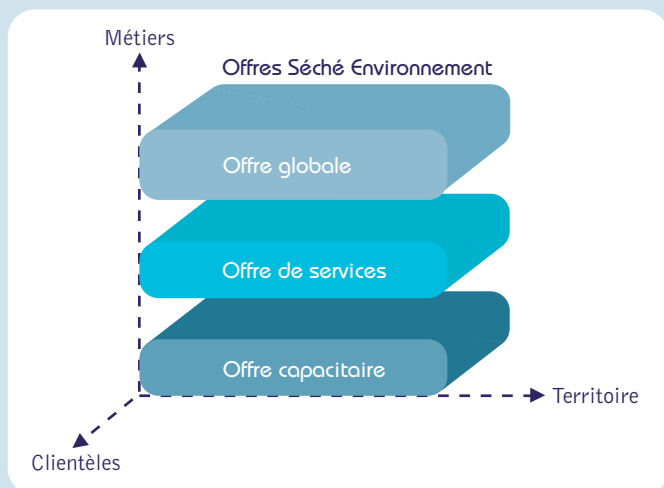 Métiers
Offres Séché Environnement
Offre globale
Offre de services
Offre capacitaire
Territoire
Clientèles